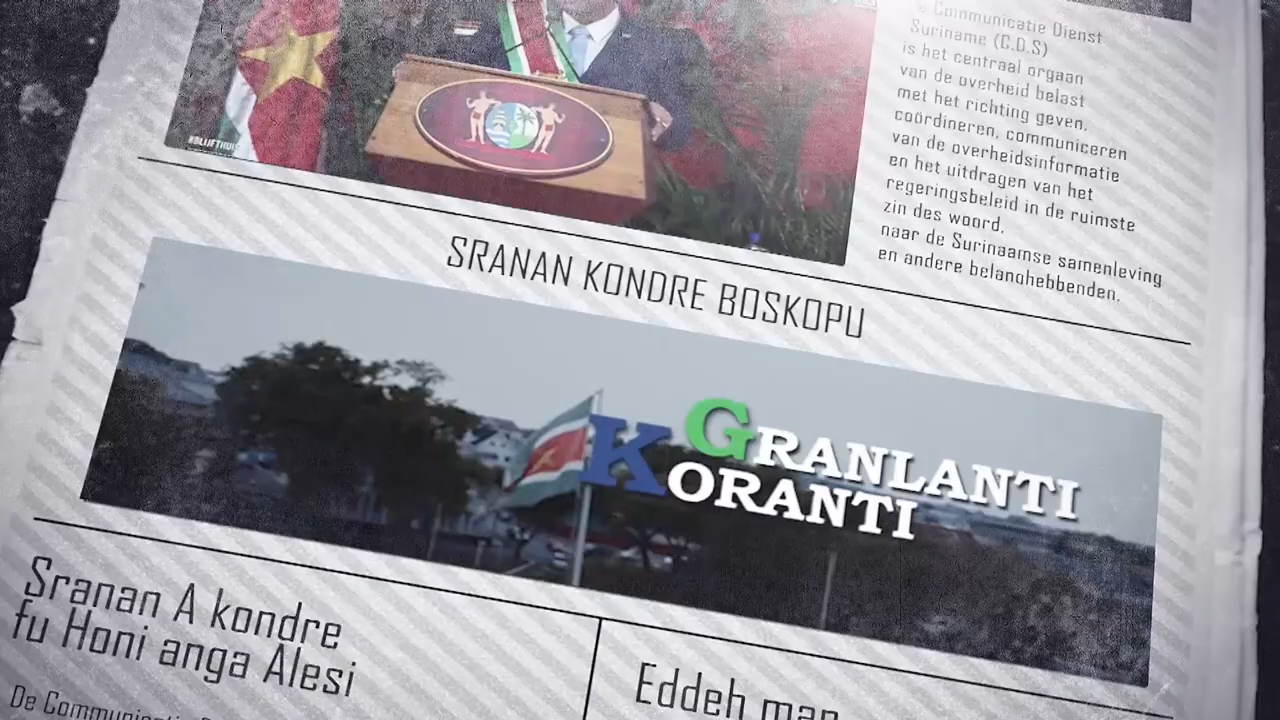 #BLIJFTHUIS
Communicatie Dienst
Suriname (C.D.S)
is het centraal orgaan
van de overheid belast
met het richting geven,
coördineren, communiceren
van de overheidsinformatie
en het uitdragen van het
regeringsbeleid in de ruimste
zin des woord.
naar de Surinaamse samenleving
en andere belanghebbenden.
SRANAN KONDRE BOSKOPU
GRANLANTI
KORANTI
Sranan A kondre
fu Honi anga Alesi
De
Eddeh man